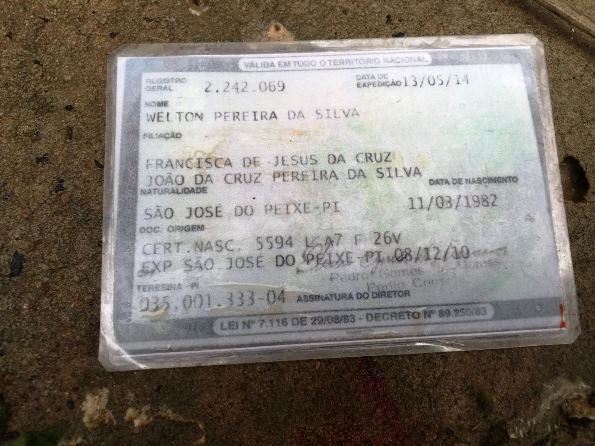 VÁLIDA EM TODO O TERRITÓRIO NACIONAL
REGISTRO GERAL 2.242.069 DATA DE EXPEDIÇÃO 13/05/14
NOME
WELTON PEREIRA DA SILVA
FILIAÇÃO
FRANCISCA DE JESUS DA CRUZ
JOÃO DA CRUZ PEREIRA DA SILVA
NATURALIDADE DATA DE NASCIMENTO
SÃO JOSÉ DO PEIXE-PI 11/03/1982
DOC. ORIGEM
CERT.NASC. 5594 L A7 F 26V
EXP SÃO JOSÉ DO PEIXE-PI 08/12/10
TERESINA - PI
035.001.333-04 ASSINATURA DO DIRETOR
LEI Nº 7.116 DE 29/08/83 - DECRETO Nº 89.250/83